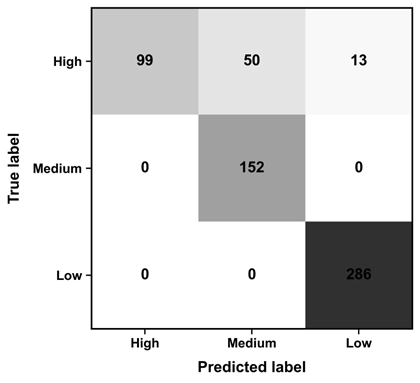 True label
High 99 50 13
Medium 0 152 0
Low 0 0 286
High Medium Low
Predicted label